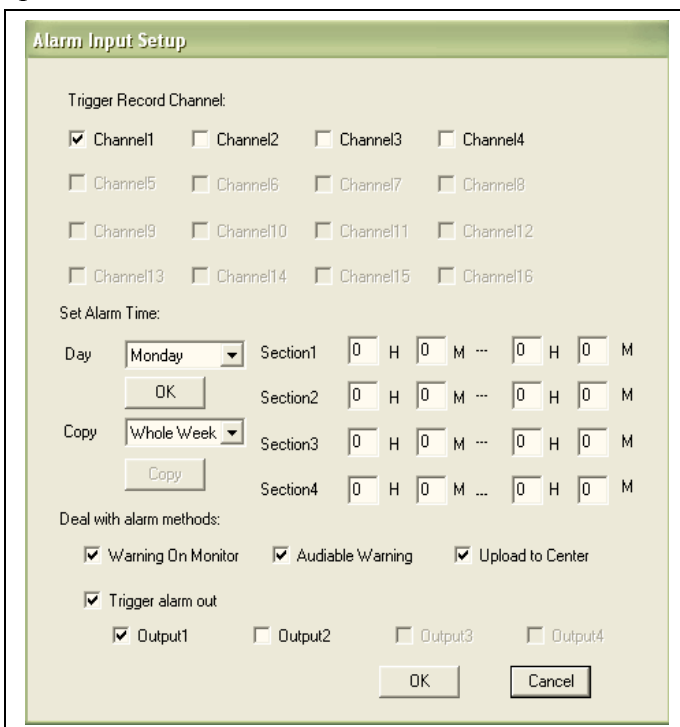 Alarm Input Setup
Trigger Record Channel:
Channel1 Channel2 Channel3 Channel4
Channel5 Channel6 Channel7 Channel8
Channel9 Channel10 Channel11 Channel12
Channel13 Channel14 Channel15 Channel16
Set Alarm Time:
Day Monday Section1 0 H 0 M --- 0 H 0 M
OK Section2 0 H 0 M --- 0 H 0 M
Copy Whole Week Section3 0 H 0 M --- 0 H 0 M
Copy Section4 0 H 0 M ... 0 H 0 M
Deal with alarm methods:
Warning On Monitor Audiable Warning Upload to Center
Trigger alarm out
Output1 Output2 Output3 Output4
OK Cancel